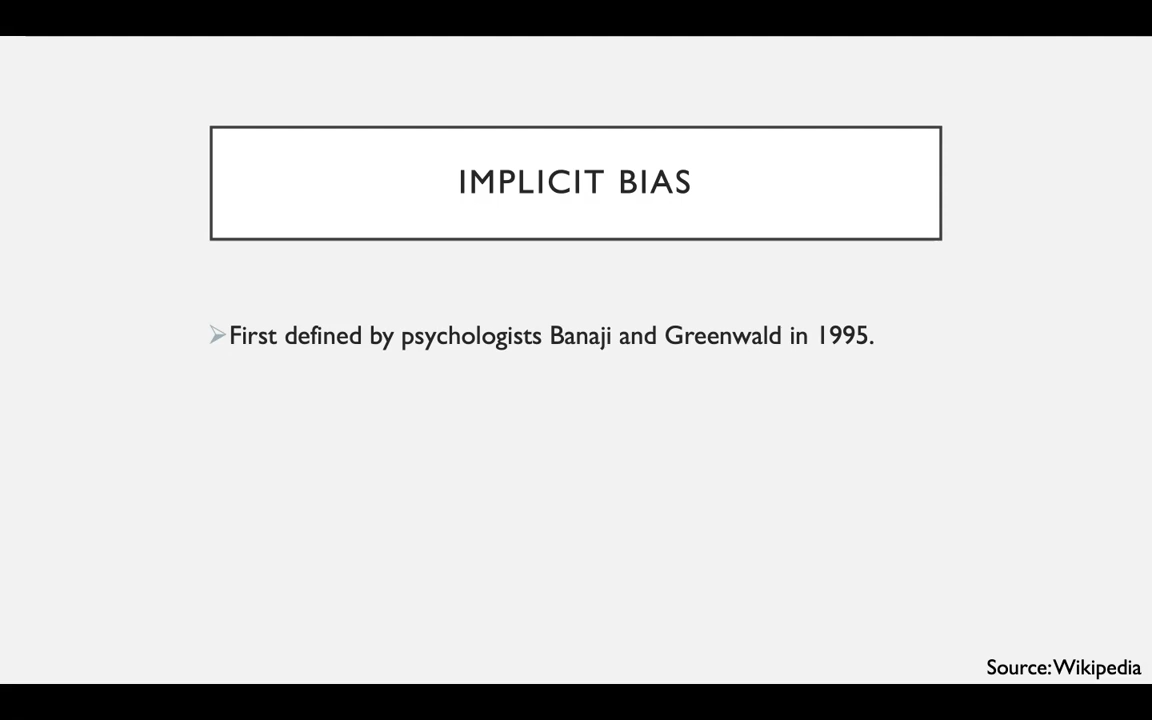 IMPLICIT BIAS
➢First defined by psychologists Banaji and Greenwald in 1995.
Source:Wikipedia